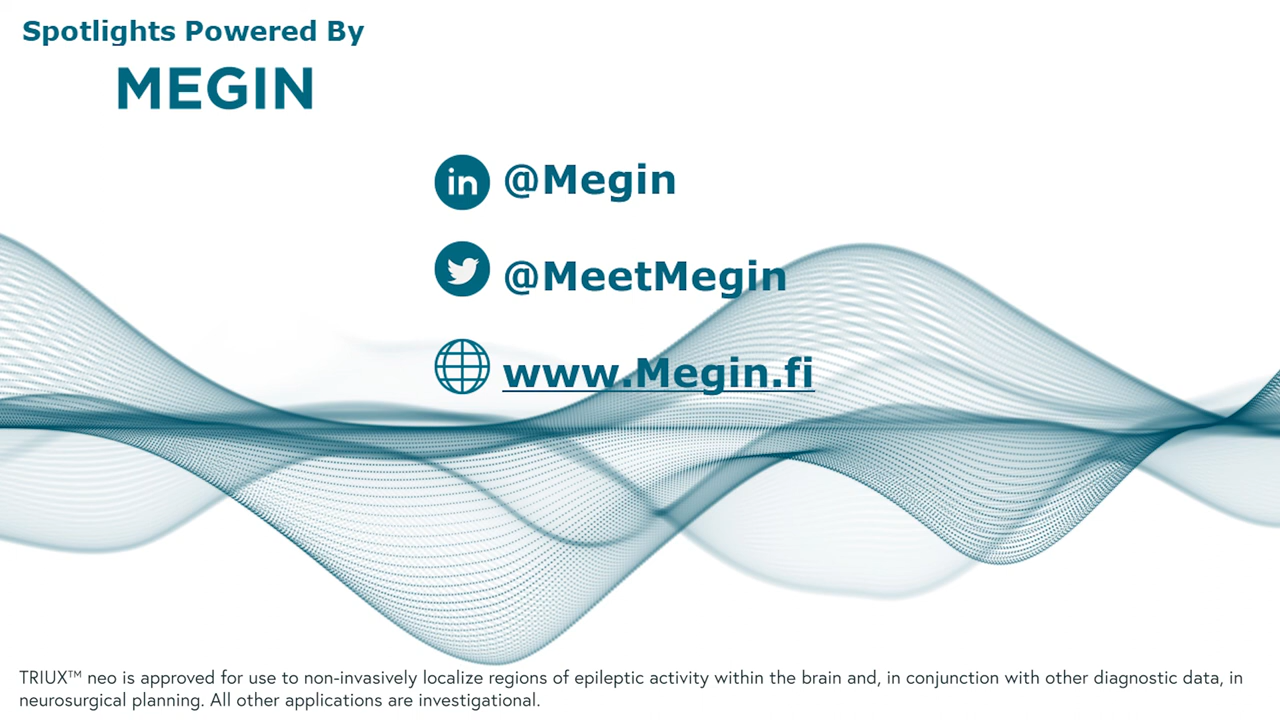 Spotlights Powered By
MEGIN
in @Megin
@MeetMegin
www.Megin.fi
TRIUX™ neo is approved for use to non-invasively localize regions of epileptic activity within the brain and, in conjunction with other diagnostic data, in
neurosurgical planning. All other applications are investigational.